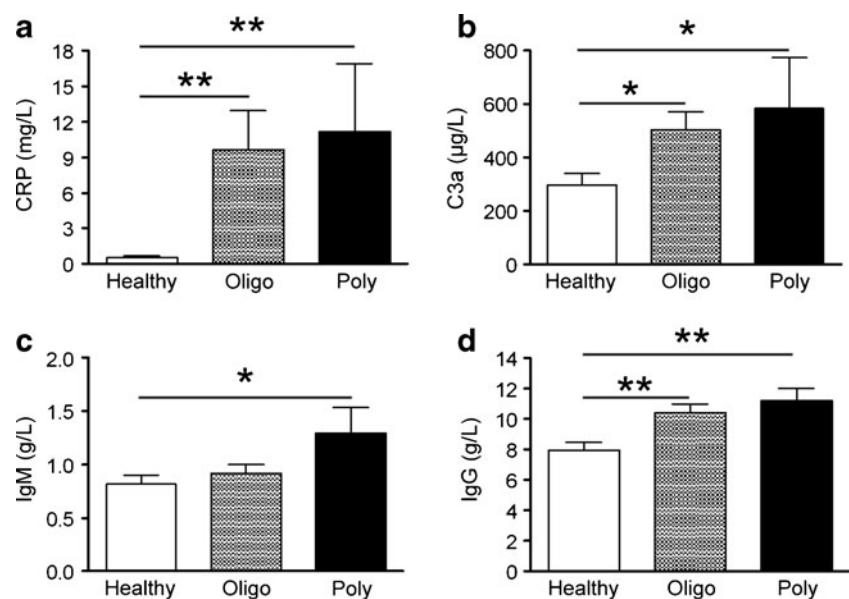 a
**
**
CRP (mg/L)
18
15
12
9
6
3
0
Healthy Oligo Poly
b
*
*
C3a (µg/L)
800
600
400
200
0
Healthy Oligo Poly
c
*
IgM (g/L)
2.0
1.5
1.0
0.5
0.0
Healthy Oligo Poly
d
**
**
IgG (g/L)
14
12
10
8
6
4
2
0
Healthy Oligo Poly